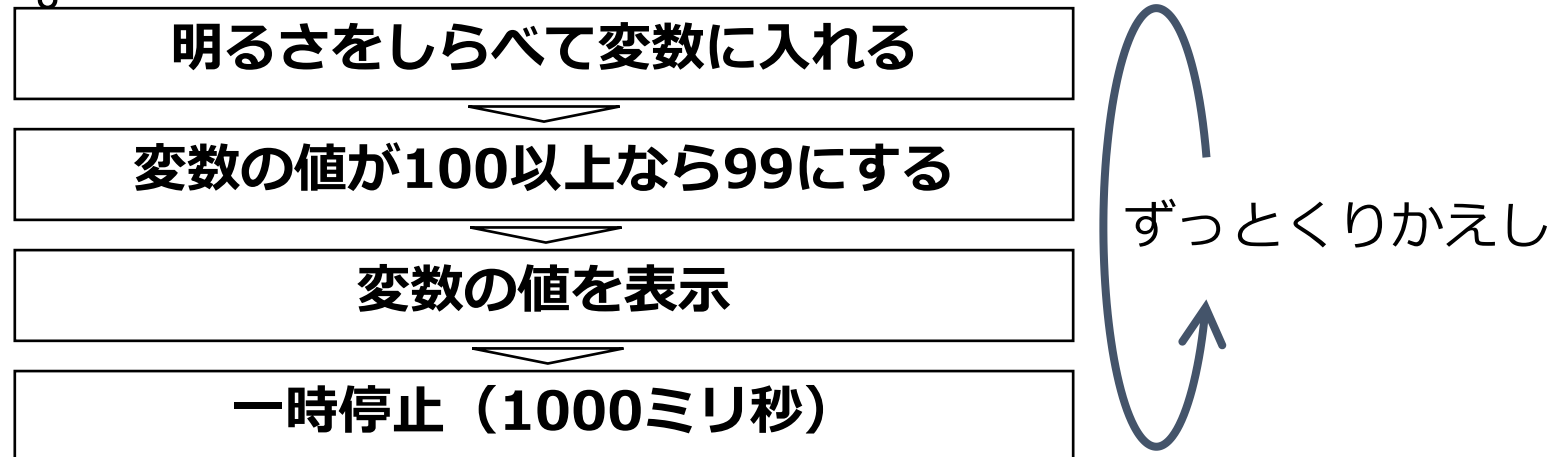 明るさをしらべて変数に入れる
変数の値が100以上なら99にする
ずっとくりかえし
変数の値を表示
一時停止（1000ミリ秒）